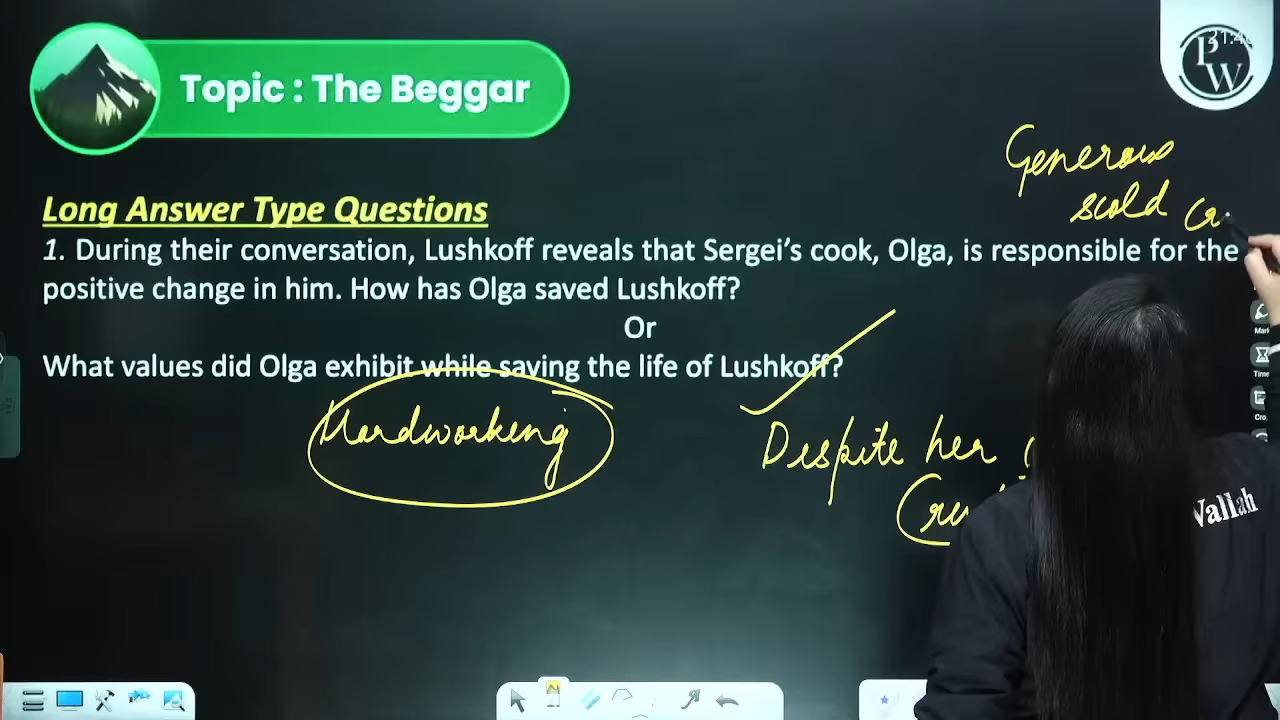 Topic : The Beggar
PW
Generous
scold
Long Answer Type Questions
1. During their conversation, Lushkoff reveals that Sergei's cook, Olga, is responsible for the
positive change in him. How has Olga saved Lushkoff?
Or
What values did Olga exhibit while saving the life of Lushkoff?
Hardworking
Despite her
Wallah